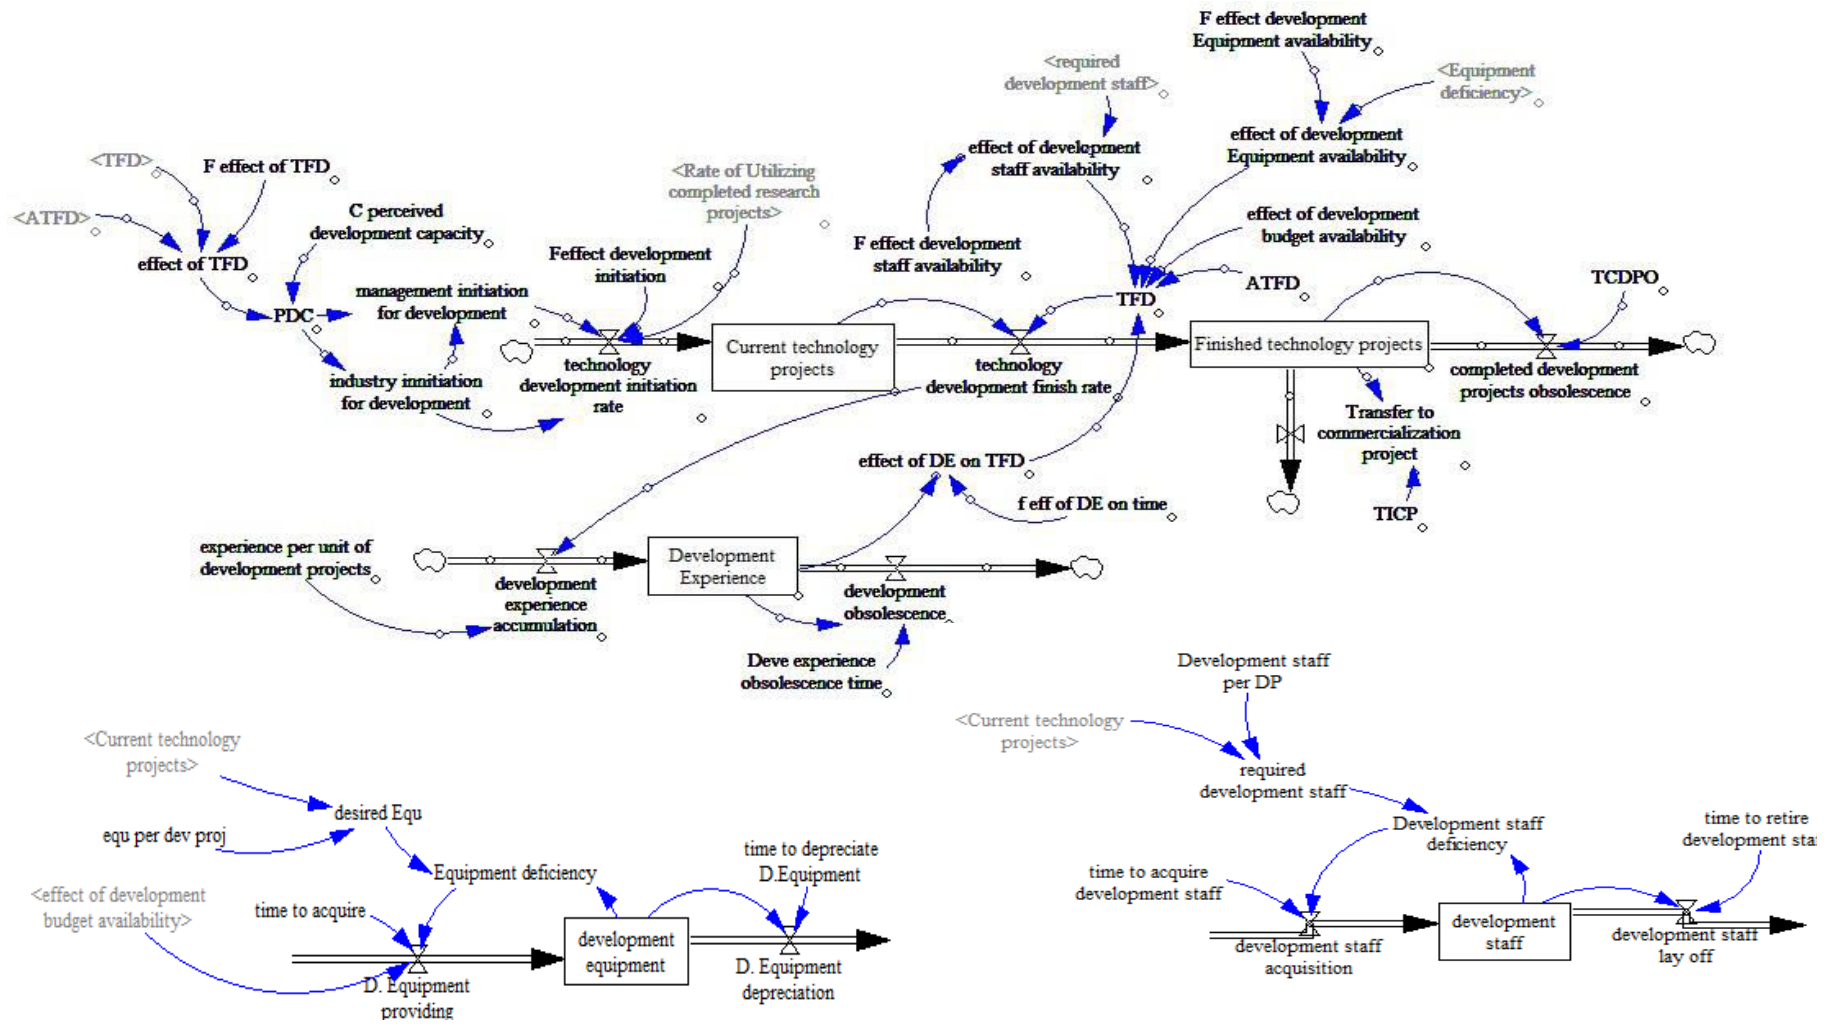 F effect development
Equipment availability
<required
development staff>
<Equipment
deficiency>
effect of development
staff availability
effect of development
Equipment availability
<TFD>
F effect of TFD
<Rate of Utilizing
completed research
projects>
<ATFD>
C perceived
development capacity
effect of development
budget availability
F effect development
staff availability
Feffect development
initiation
effect of TFD
management initiation
for development
PDC
TFD
ATFD
TCDPO
Current technology
projects
Finished technology projects
technology
development initiation
rate
technology
development finish rate
completed development
projects obsolescence
industry innitiation
for development
Transfer to
commercialization
project
effect of DE on TFD
f eff of DE on time
TICP
experience per unit of
development projects
Development
Experience
development
experience
accumulation
development
obsolescence
Deve experience
obsolescence time
Development staff
per DP
<Current technology
projects>
<Current technology
projects>
required
development staff
desired Equ
equ per dev proj
Development staff
deficiency
time to retire
development sta
time to depreciate
D.Equipment
Equipment deficiency
time to acquire
development staff
<effect of development
budget availability>
time to acquire
development
equipment
development
staff
D. Equipment
providing
D. Equipment
depreciation
development staff
acquisition
development staff
lay off